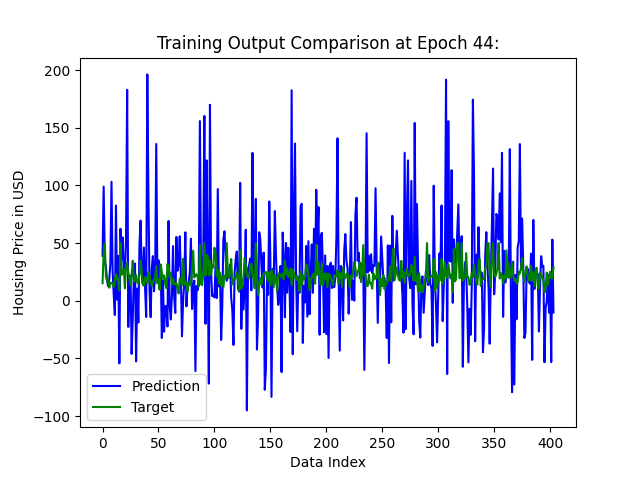 Training Output Comparison at Epoch 44:
Housing Price in USD
200
150
100
50
0
−50
−100
Prediction
Target
0 50 100 150 200 250 300 350 400
Data Index